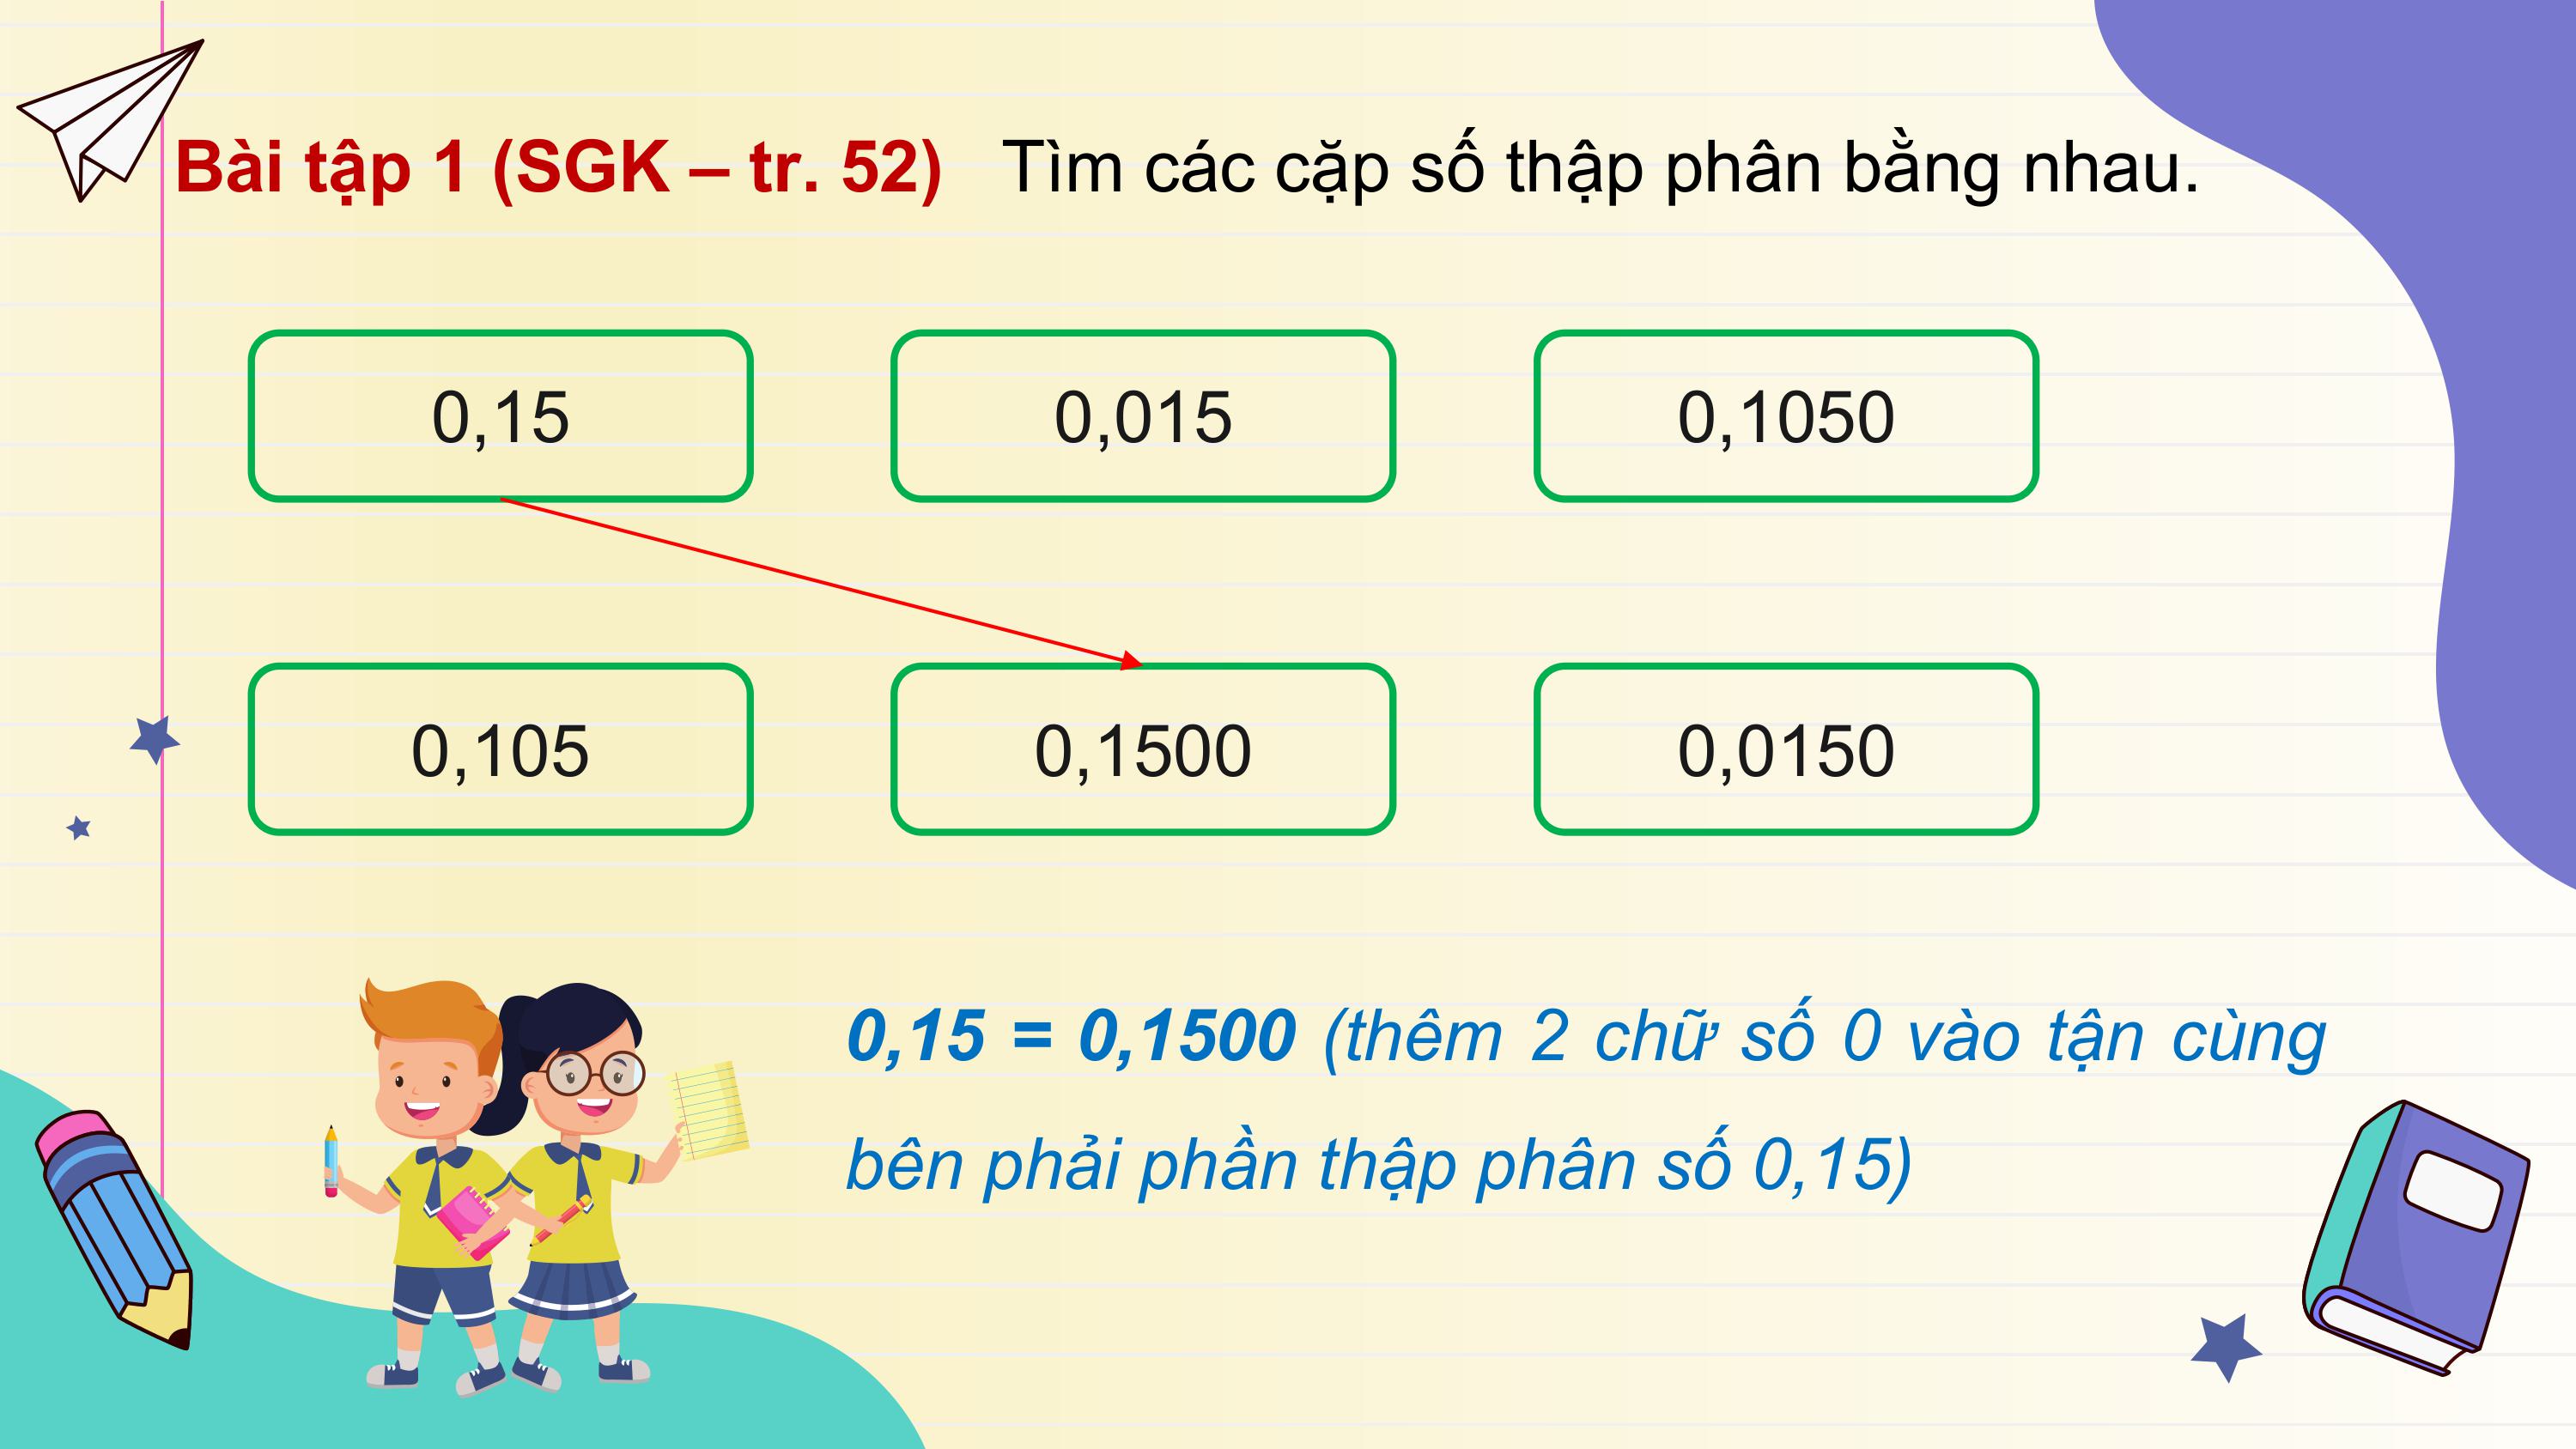 Bài tập 1 (SGK – tr. 52) Tìm các cặp số thập phân bằng nhau.
0,15 0,015 0,1050
0,105 0,1500 0,0150
0,15 = 0,1500 (thêm 2 chữ số 0 vào tận cùng
bên phải phần thập phân số 0,15)